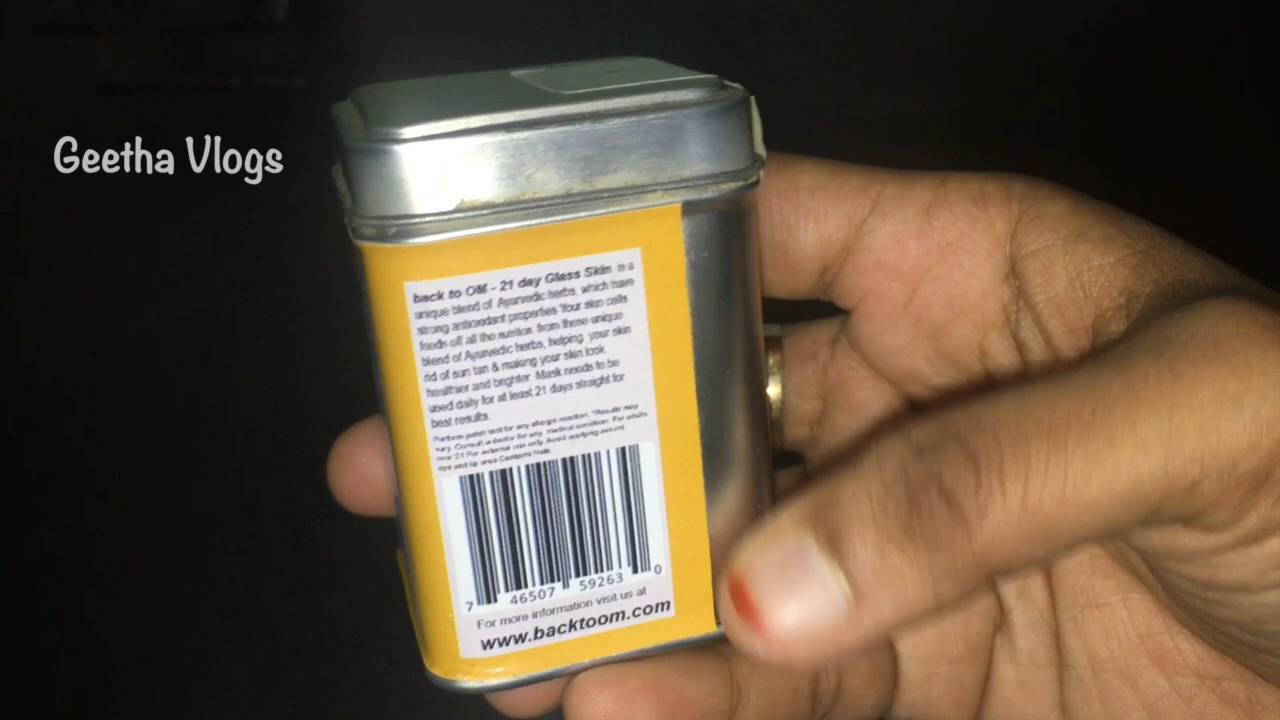 Geetha Vlogs
back to OM - 21 day Glass Skin is a
unique blend of Ayurvedic herbs, which have
strong antioxidant properties Your skin cells
feeds off all the nutrition from these unique
blend of Ayurvedic herbs, helping your skin
rid of sun tan & making your skin look
healthier and brighter Mask needs to be
used daily for at least 21 days straight for
best results.
Perform patch test for any allergic reaction. *Results may
vary. Consult a doctor for any medical condition. For adults
over 21 For external use only. Avoid applying around
eye and lip area Contains Nuts
7 46507 59263 0
For more information visit us at
www.backtoom.com